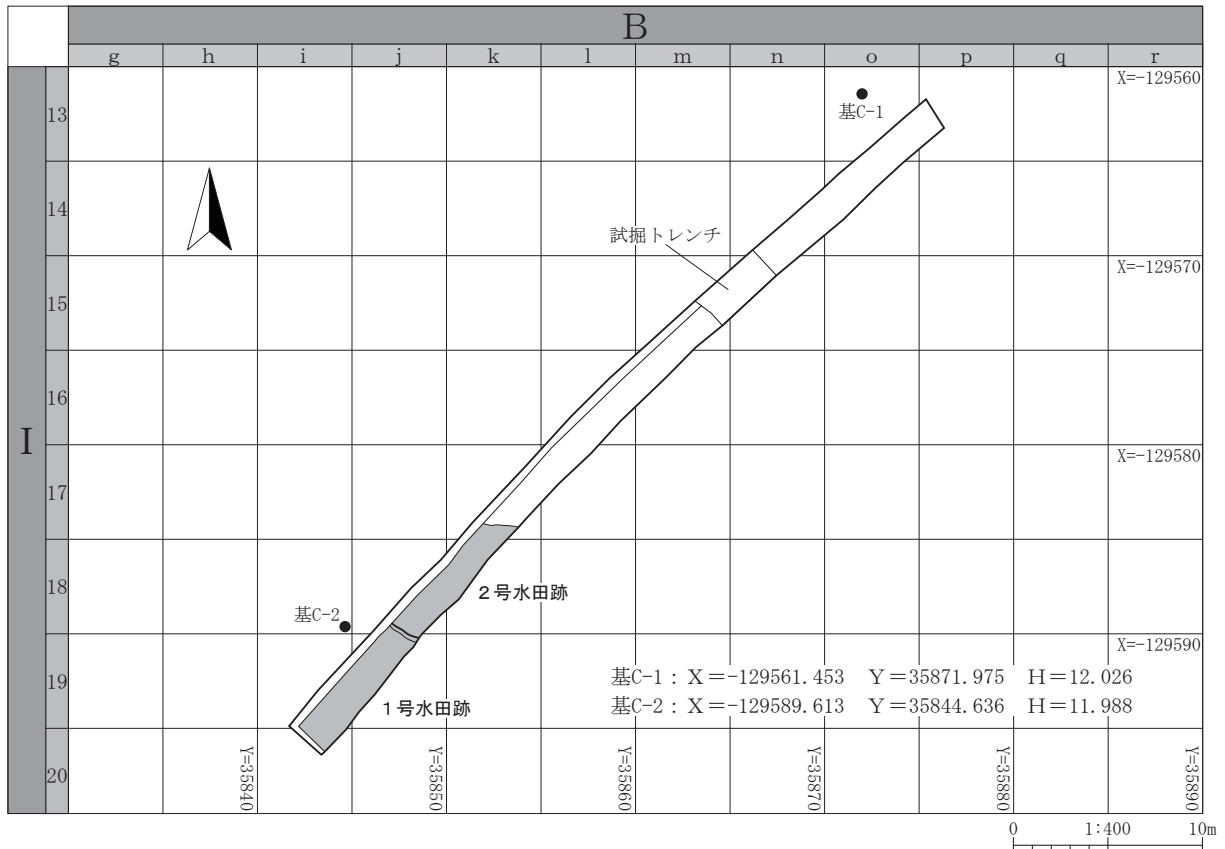 B
g h i j k l m n o p q r
I
13
14
15
16
17
18
19
20
X=-129560
X=-129570
X=-129580
X=-129590
基C-1
試掘トレンチ
2号水田跡
基C-2
1号水田跡
基C-1：X=-129561.453 Y=35871.975 H=12.026
基C-2：X=-129589.613 Y=35844.636 H=11.988
Y=35840
Y=35850
Y=35860
Y=35870
Y=35880
Y=35890
0 1:400 10m